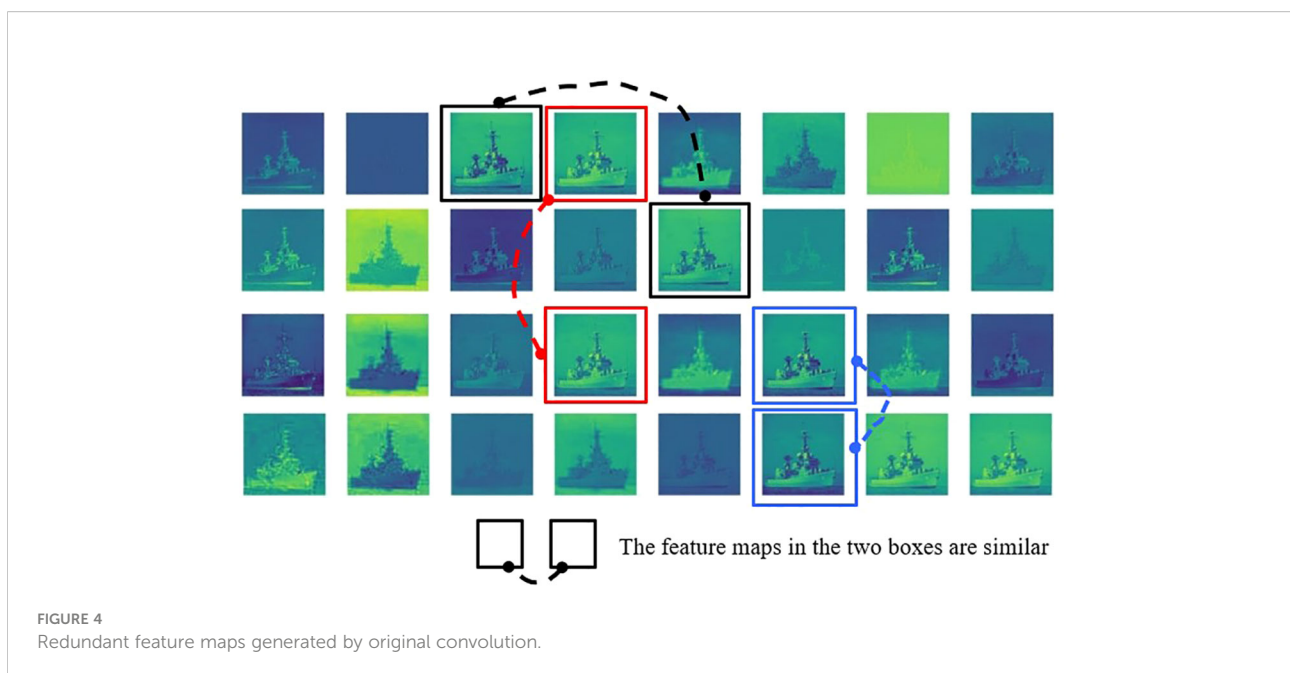 The feature maps in the two boxes are similar
FIGURE 4
Redundant feature maps generated by original convolution.